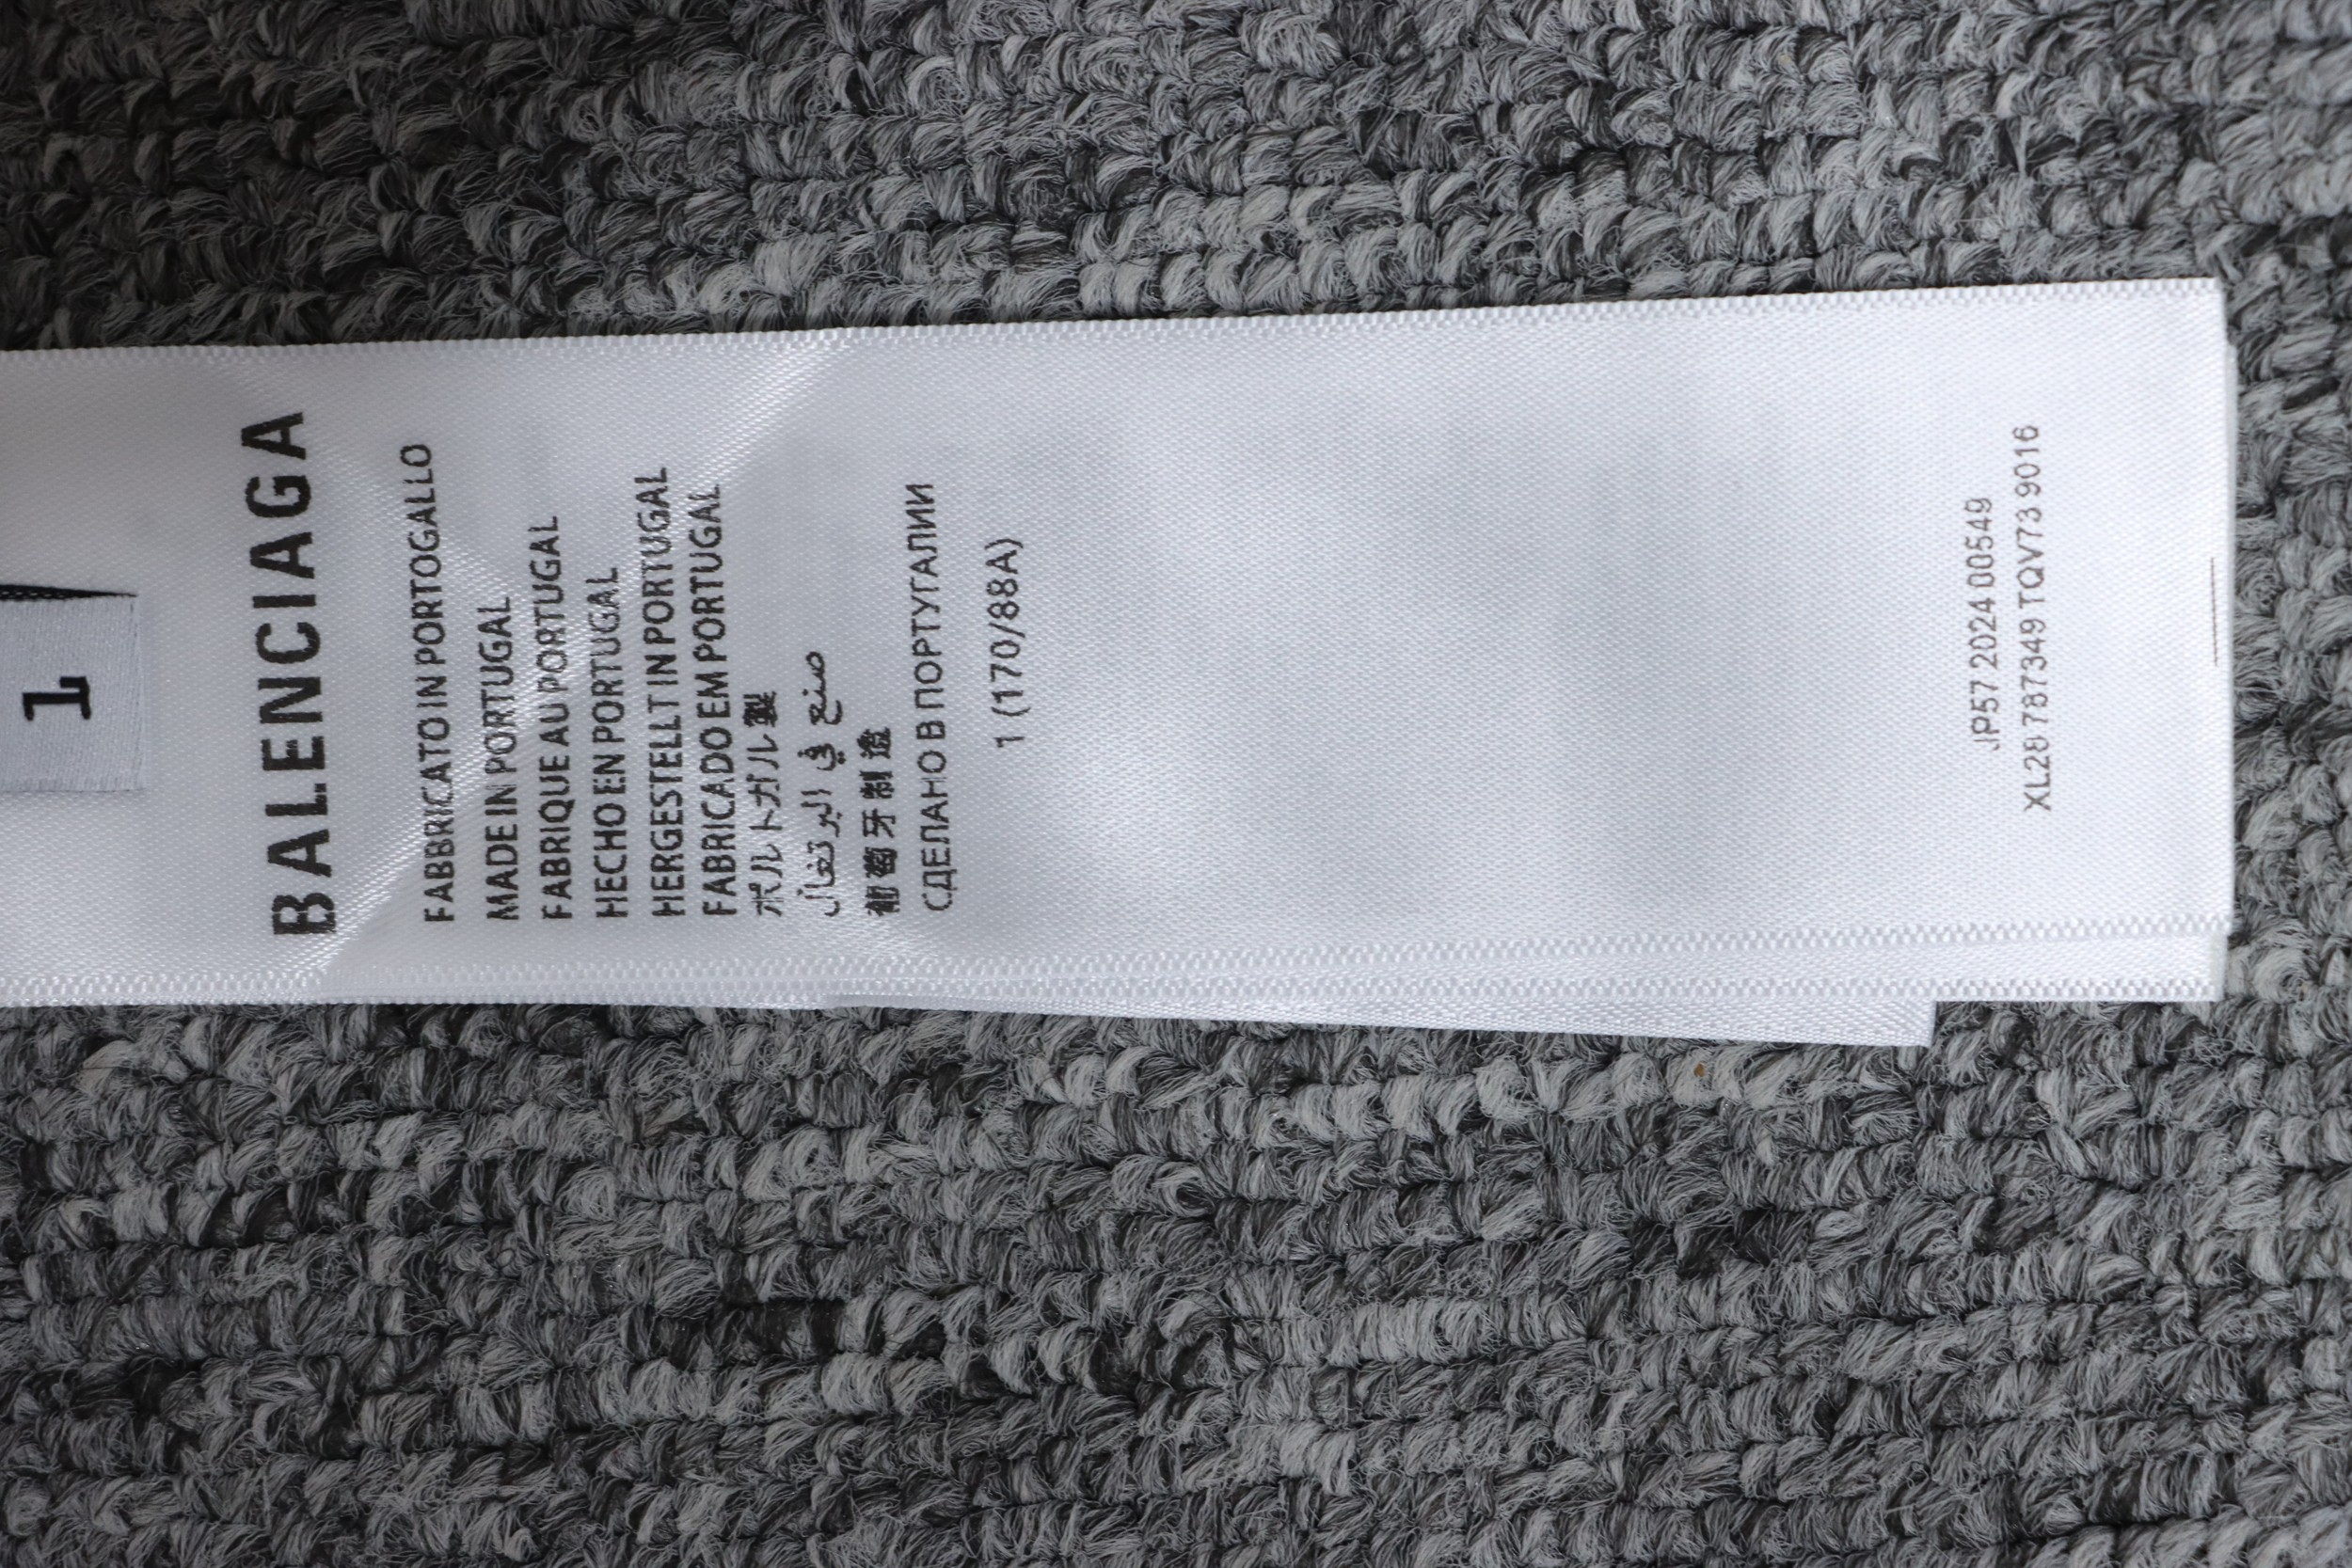 1
BALENCIAGA
FABBRICATO IN PORTOGALLO
MADE IN PORTUGAL
FABRIQUE AU PORTUGAL
HECHO EN PORTUGAL
HERGESTELLT IN PORTUGAL
FABRICADO EM PORTUGAL
ポルトガル製
صنع في البرتغال
葡萄牙制造
СДЕЛАНО В ПОРТУГАЛИИ
1 (170/88A)
JP57 2024 00549
XL28 787349 TQV73 9016